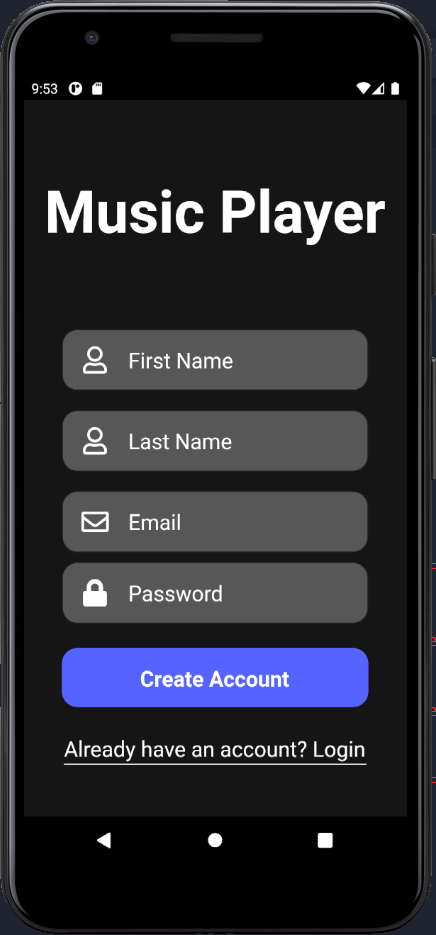 9:53
Music Player
First Name
Last Name
Email
Password
Create Account
Already have an account? Login